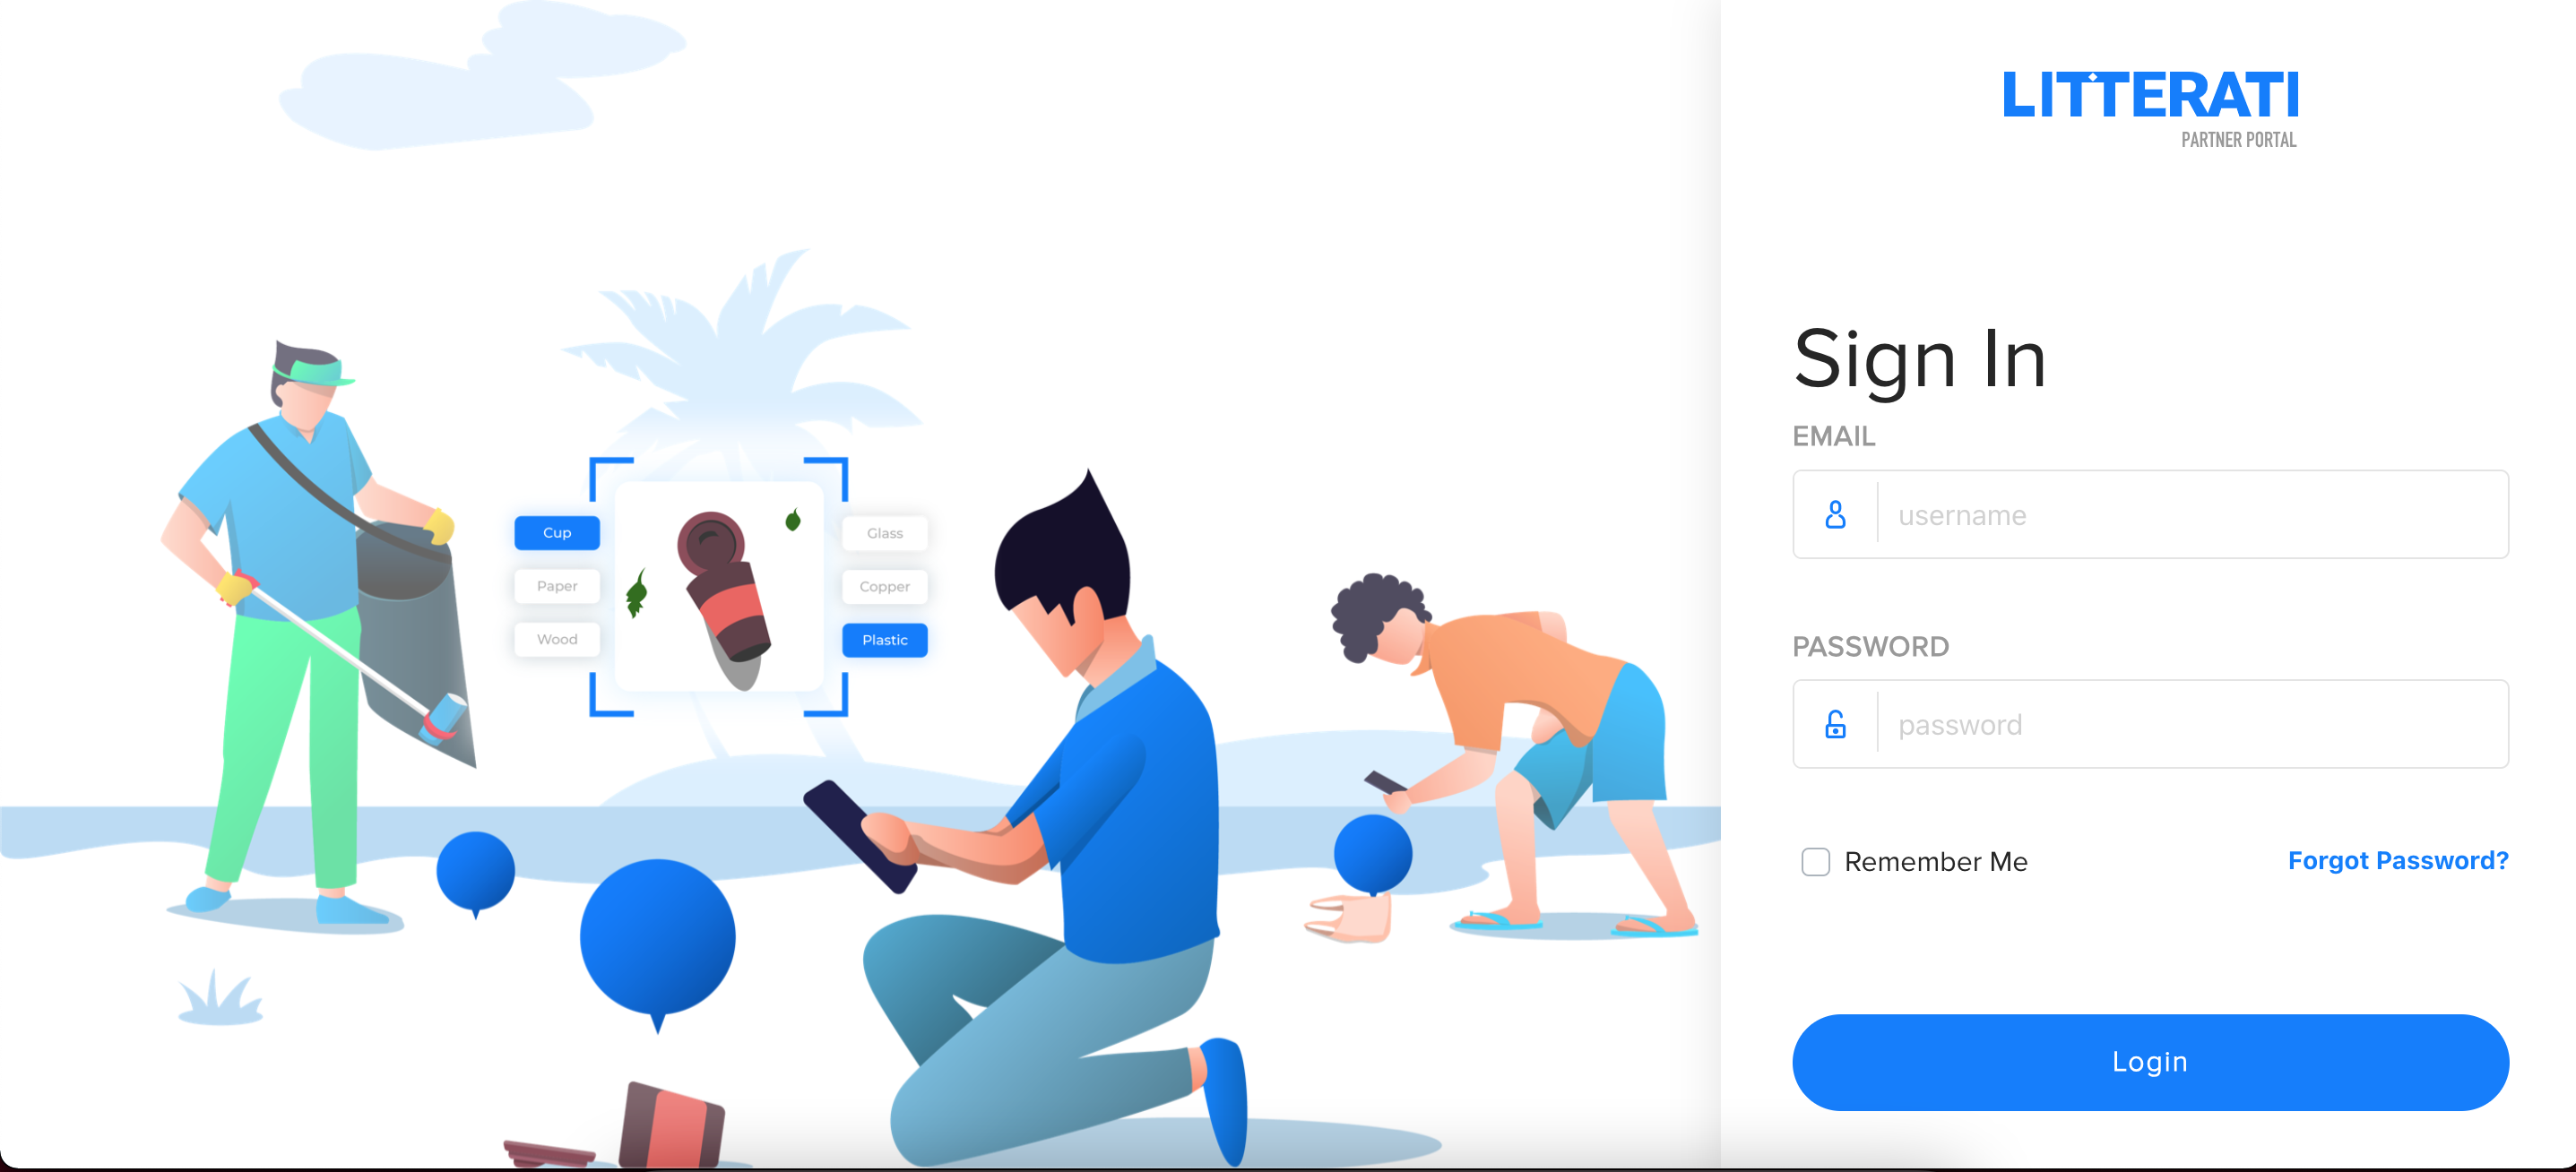 LITTERATI
PARTNER PORTAL
Sign In
EMAIL
username
PASSWORD
password
Remember Me
Forgot Password?
Login
Cup
Paper
Wood
Glass
Copper
Plastic